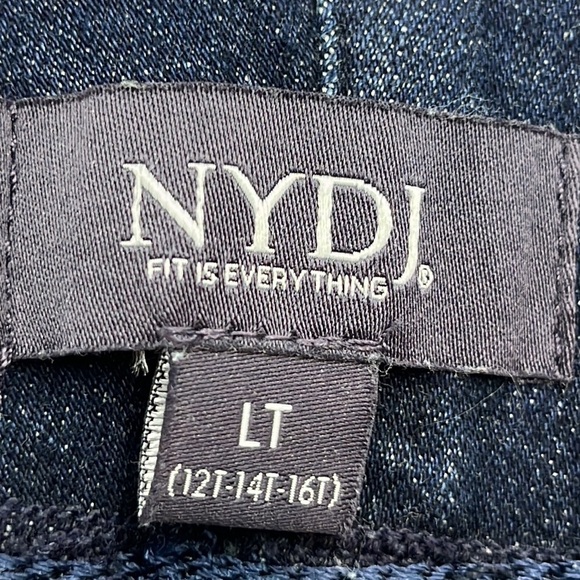 NYDJ®
FIT IS EVERYTHING
LT
(12T-14T-16T)